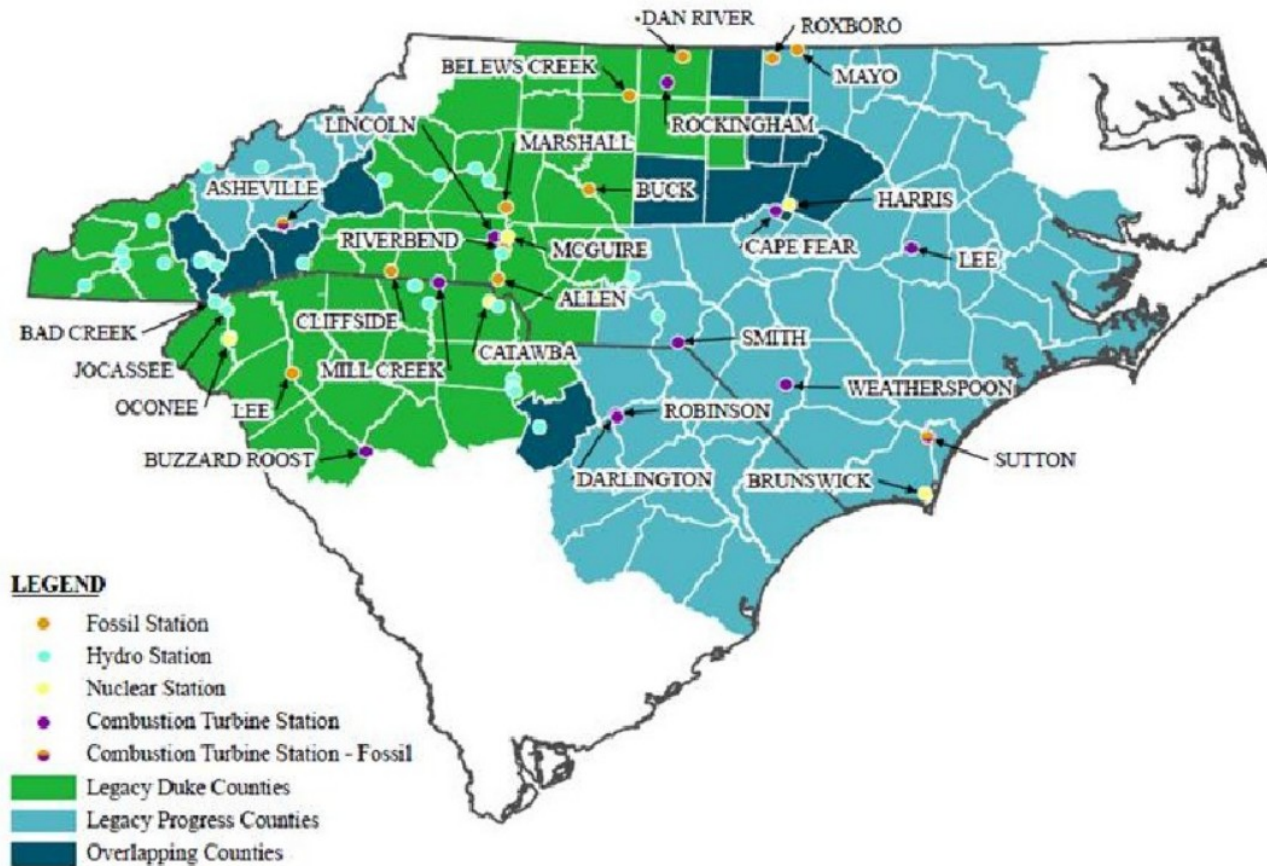 DAN RIVER
ROXBORO
BELEWS CREEK
MAYO
LINCOLN
ROCKINGHAM
MARSHALL
ASHEVILLE
BUCK
HARRIS
RIVERBEND
MCGUIRE
CAPE FEAR
LEE
ALLEN
BAD CREEK
CLIFFSIDE
SMITH
JOCASSEE
MILL CREEK
CATAWBA
OCONEE
LEE
WEATHERSPOON
ROBINSON
BUZZARD ROOST
DARLINGTON
BRUNSWICK
SUTTON
LEGEND
Fossil Station
Hydro Station
Nuclear Station
Combustion Turbine Station
Combustion Turbine Station - Fossil
Legacy Duke Counties
Legacy Progress Counties
Overlapping Counties